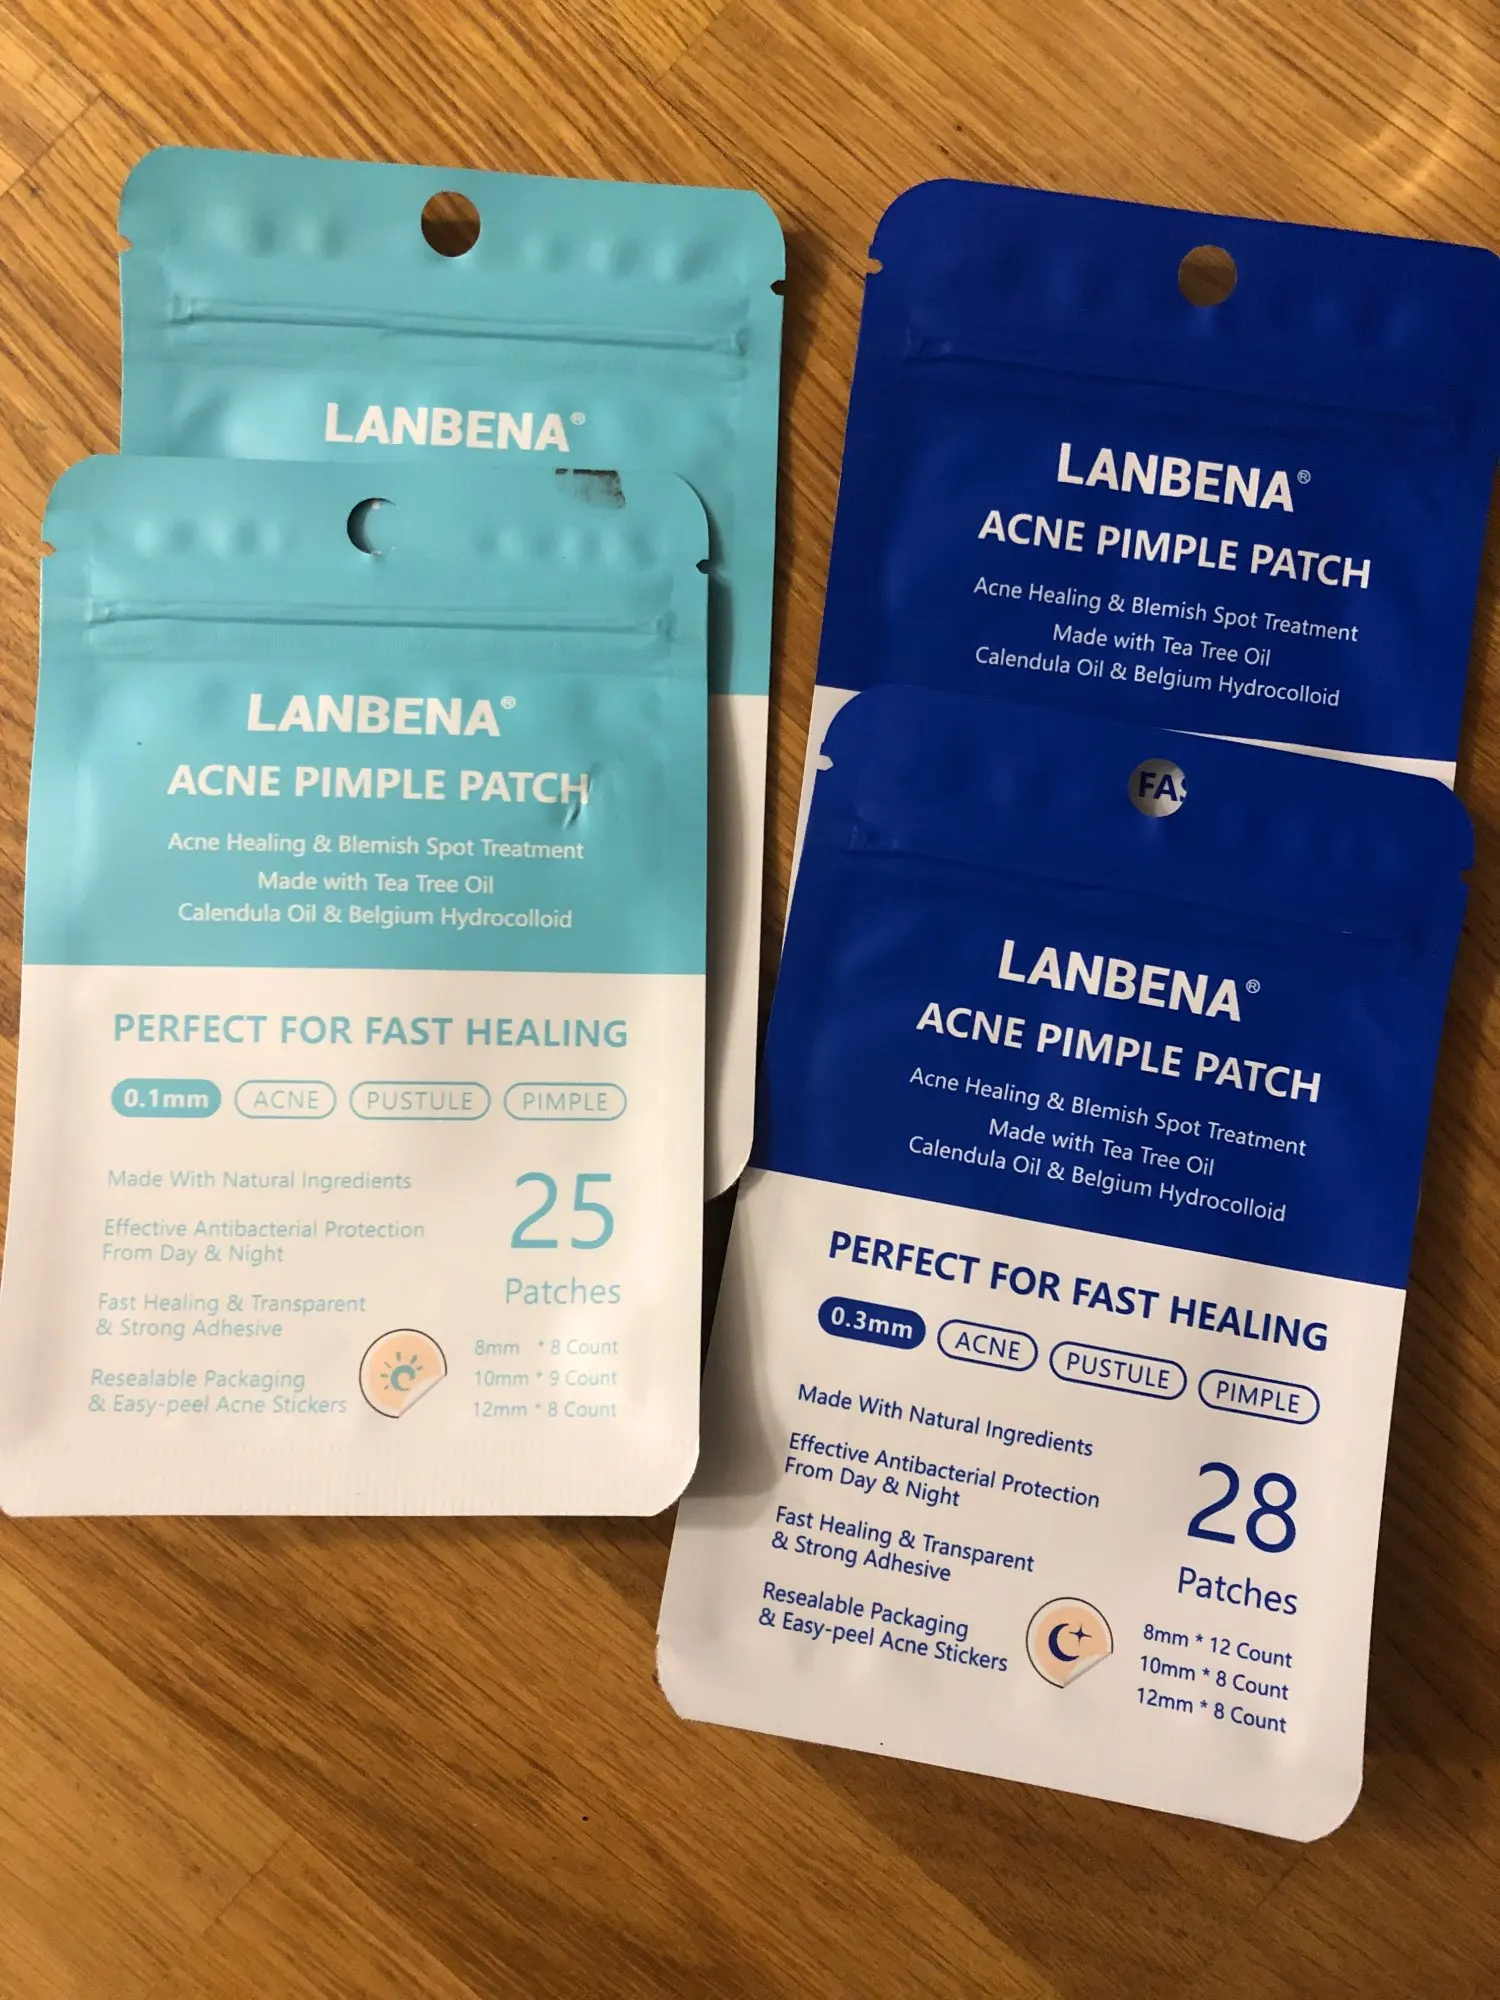 LANBENA®
LANBENA®
ACNE PIMPLE PATCH
Acne Healing & Blemish Spot Treatment
Made with Tea Tree Oil
Calendula Oil & Belgium Hydrocolloid
PERFECT FOR FAST HEALING
0.1mm ACNE PUSTULE PIMPLE
Made With Natural Ingredients
Effective Antibacterial Protection
From Day & Night
Fast Healing & Transparent
& Strong Adhesive
Resealable Packaging
& Easy-peel Acne Stickers
25
Patches
8mm * 8 Count
10mm * 9 Count
12mm * 8 Count
LANBENA®
ACNE PIMPLE PATCH
Acne Healing & Blemish Spot Treatment
Made with Tea Tree Oil
Calendula Oil & Belgium Hydrocolloid
FAS
LANBENA®
ACNE PIMPLE PATCH
Acne Healing & Blemish Spot Treatment
Made with Tea Tree Oil
Calendula Oil & Belgium Hydrocolloid
PERFECT FOR FAST HEALING
0.3mm ACNE PUSTULE PIMPLE
Made With Natural Ingredients
Effective Antibacterial Protection
From Day & Night
Fast Healing & Transparent
& Strong Adhesive
Resealable Packaging
& Easy-peel Acne Stickers
28
Patches
8mm * 12 Count
10mm * 8 Count
12mm * 8 Count